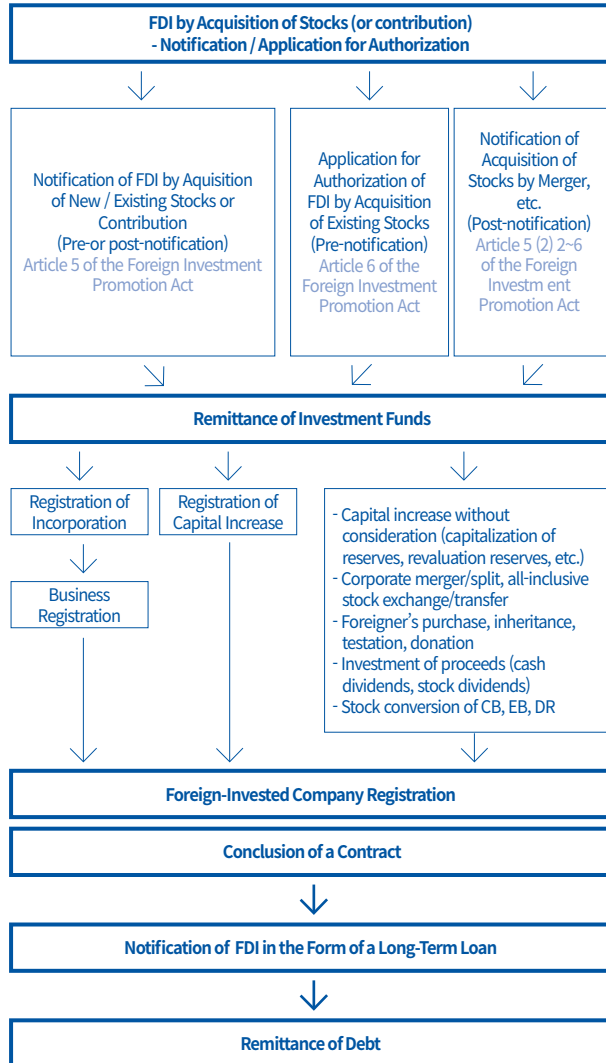 FDI by Acquisition of Stocks (or contribution)
- Notification / Application for Authorization
Notification of FDI by Aquisition
of New / Existing Stocks or
Contribution
(Pre-or post-notification)
Article 5 of the Foreign Investment
Promotion Act
Application for
Authorization of
FDI by Acquisition
of Existing Stocks
(Pre-notification)
Article 6 of the
Foreign Investment
Promotion Act
Notification of
Acquisition of
Stocks by Merger,
etc.
(Post-notification)
Article 5 (2) 2~6
of the Foreign
Investm ent
Promotion Act
Remittance of Investment Funds
Registration of
Incorporation
Business
Registration
Registration of
Capital Increase
- Capital increase without
consideration (capitalization of
reserves, revaluation reserves, etc.)
- Corporate merger/split, all-inclusive
stock exchange/transfer
- Foreigner's purchase, inheritance,
testation, donation
- Investment of proceeds (cash
dividends, stock dividends)
- Stock conversion of CB, EB, DR
Foreign-Invested Company Registration
Conclusion of a Contract
Notification of FDI in the Form of a Long-Term Loan
Remittance of Debt